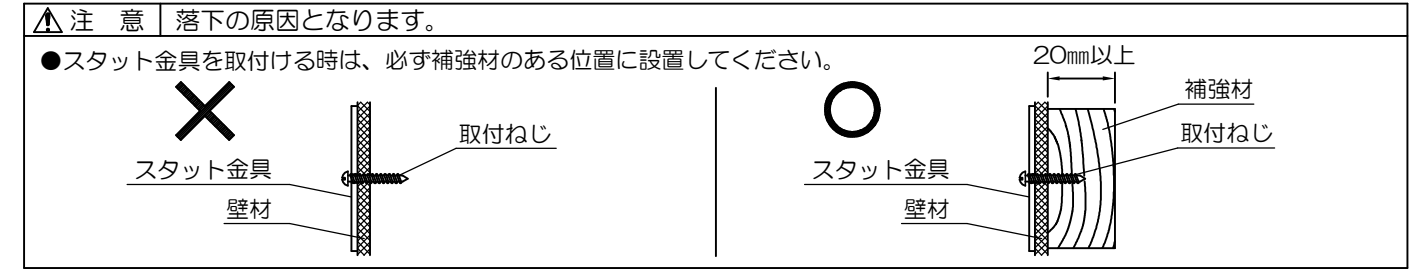 注　意 落下の原因となります。
●スタット金具を取付ける時は、必ず補強材のある位置に設置してください。
取付ねじ
スタット金具
壁材
20㎜以上
補強材
取付ねじ
スタット金具
壁材